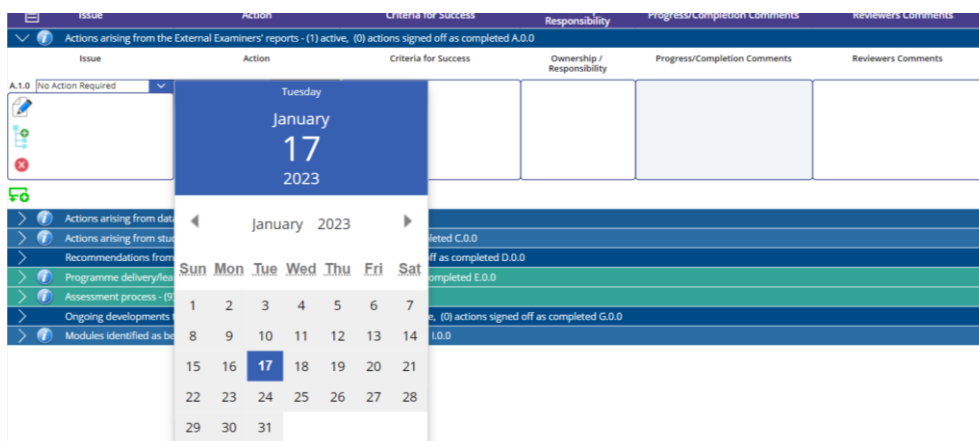 Issue Action Criteria for Success Responsibility Progress/Completion Comments Reviewers Comments
Actions arising from the External Examiners' reports - (1) active, (0) actions signed off as completed A.0.0
Issue Action Criteria for Success Ownership / Responsibility Progress/Completion Comments Reviewers Comments
A.1.0 No Action Required
Tuesday
January
17
2023
January 2023
Sun Mon Tue Wed Thu Fri Sat
1 2 3 4 5 6 7
8 9 10 11 12 13 14
15 16 17 18 19 20 21
22 23 24 25 26 27 28
29 30 31
Actions arising from
Actions arising from leted C.0.0
Recommendations from ff as completed D.0.0
Programme delivery/lea ompleted E.0.0
Assessment process - (9)
Ongoing developments e, (0) actions signed off as completed G.0.0
Modules identified as be I.0.0